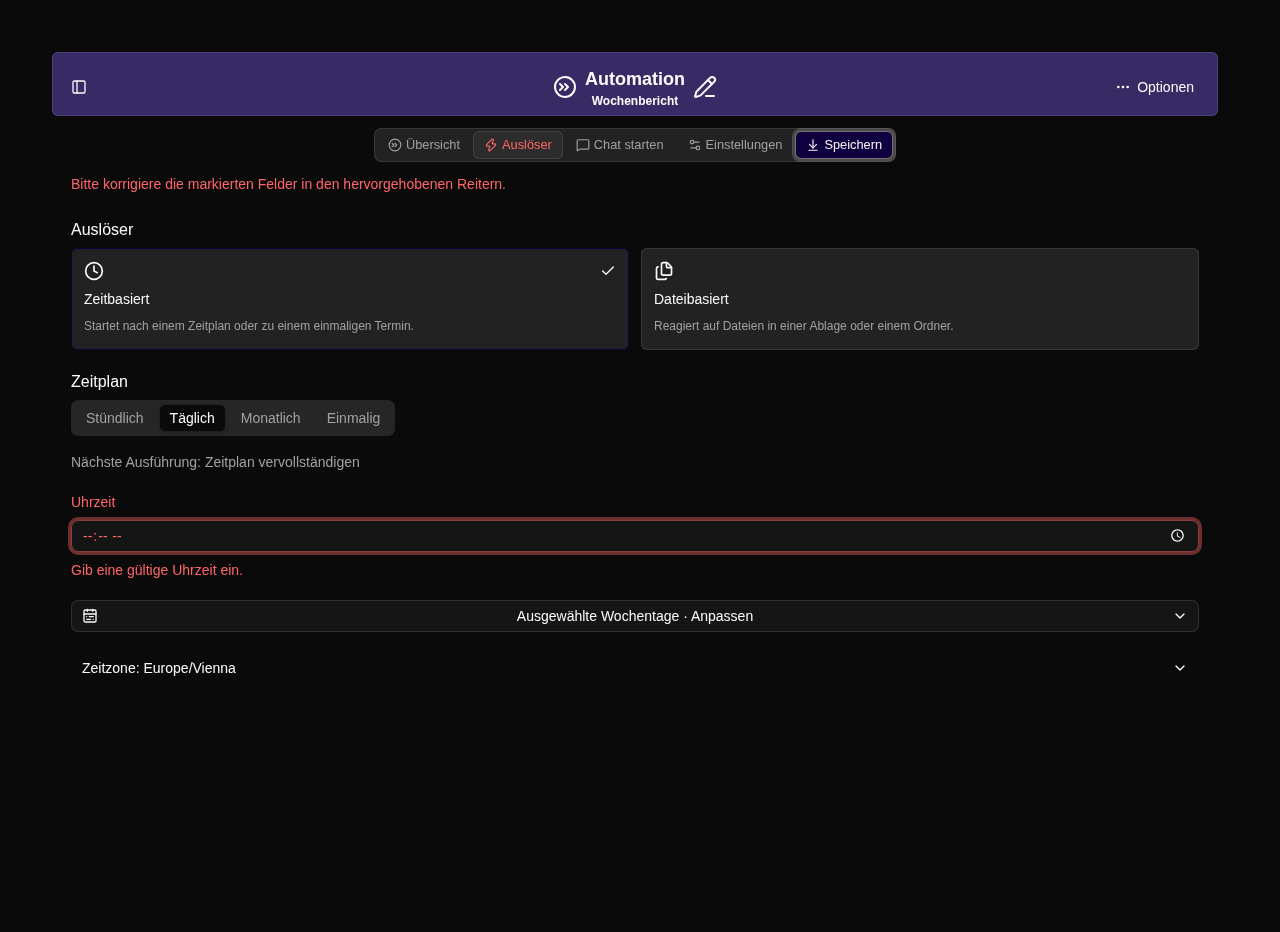 Automation
Wochenbericht
Optionen
Übersicht
Auslöser
Chat starten
Einstellungen
Speichern
Bitte korrigiere die markierten Felder in den hervorgehobenen Reitern.
Auslöser
Zeitbasiert
Startet nach einem Zeitplan oder zu einem einmaligen Termin.
Dateibasiert
Reagiert auf Dateien in einer Ablage oder einem Ordner.
Zeitplan
Stündlich
Täglich
Monatlich
Einmalig
Nächste Ausführung: Zeitplan vervollständigen
Uhrzeit
--:-- --
Gib eine gültige Uhrzeit ein.
Ausgewählte Wochentage · Anpassen
Zeitzone: Europe/Vienna